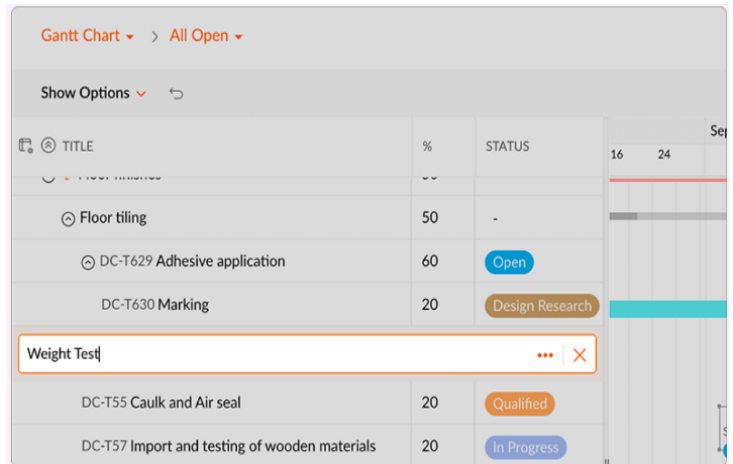 Gantt Chart > All Open
Show Options
TITLE % STATUS
16 24
Floor tiling 50 -
DC-T629 Adhesive application 60 Open
DC-T630 Marking 20 Design Research
Weight Test
DC-T55 Caulk and Air seal 20 Qualified
DC-T57 Import and testing of wooden materials 20 In Progress